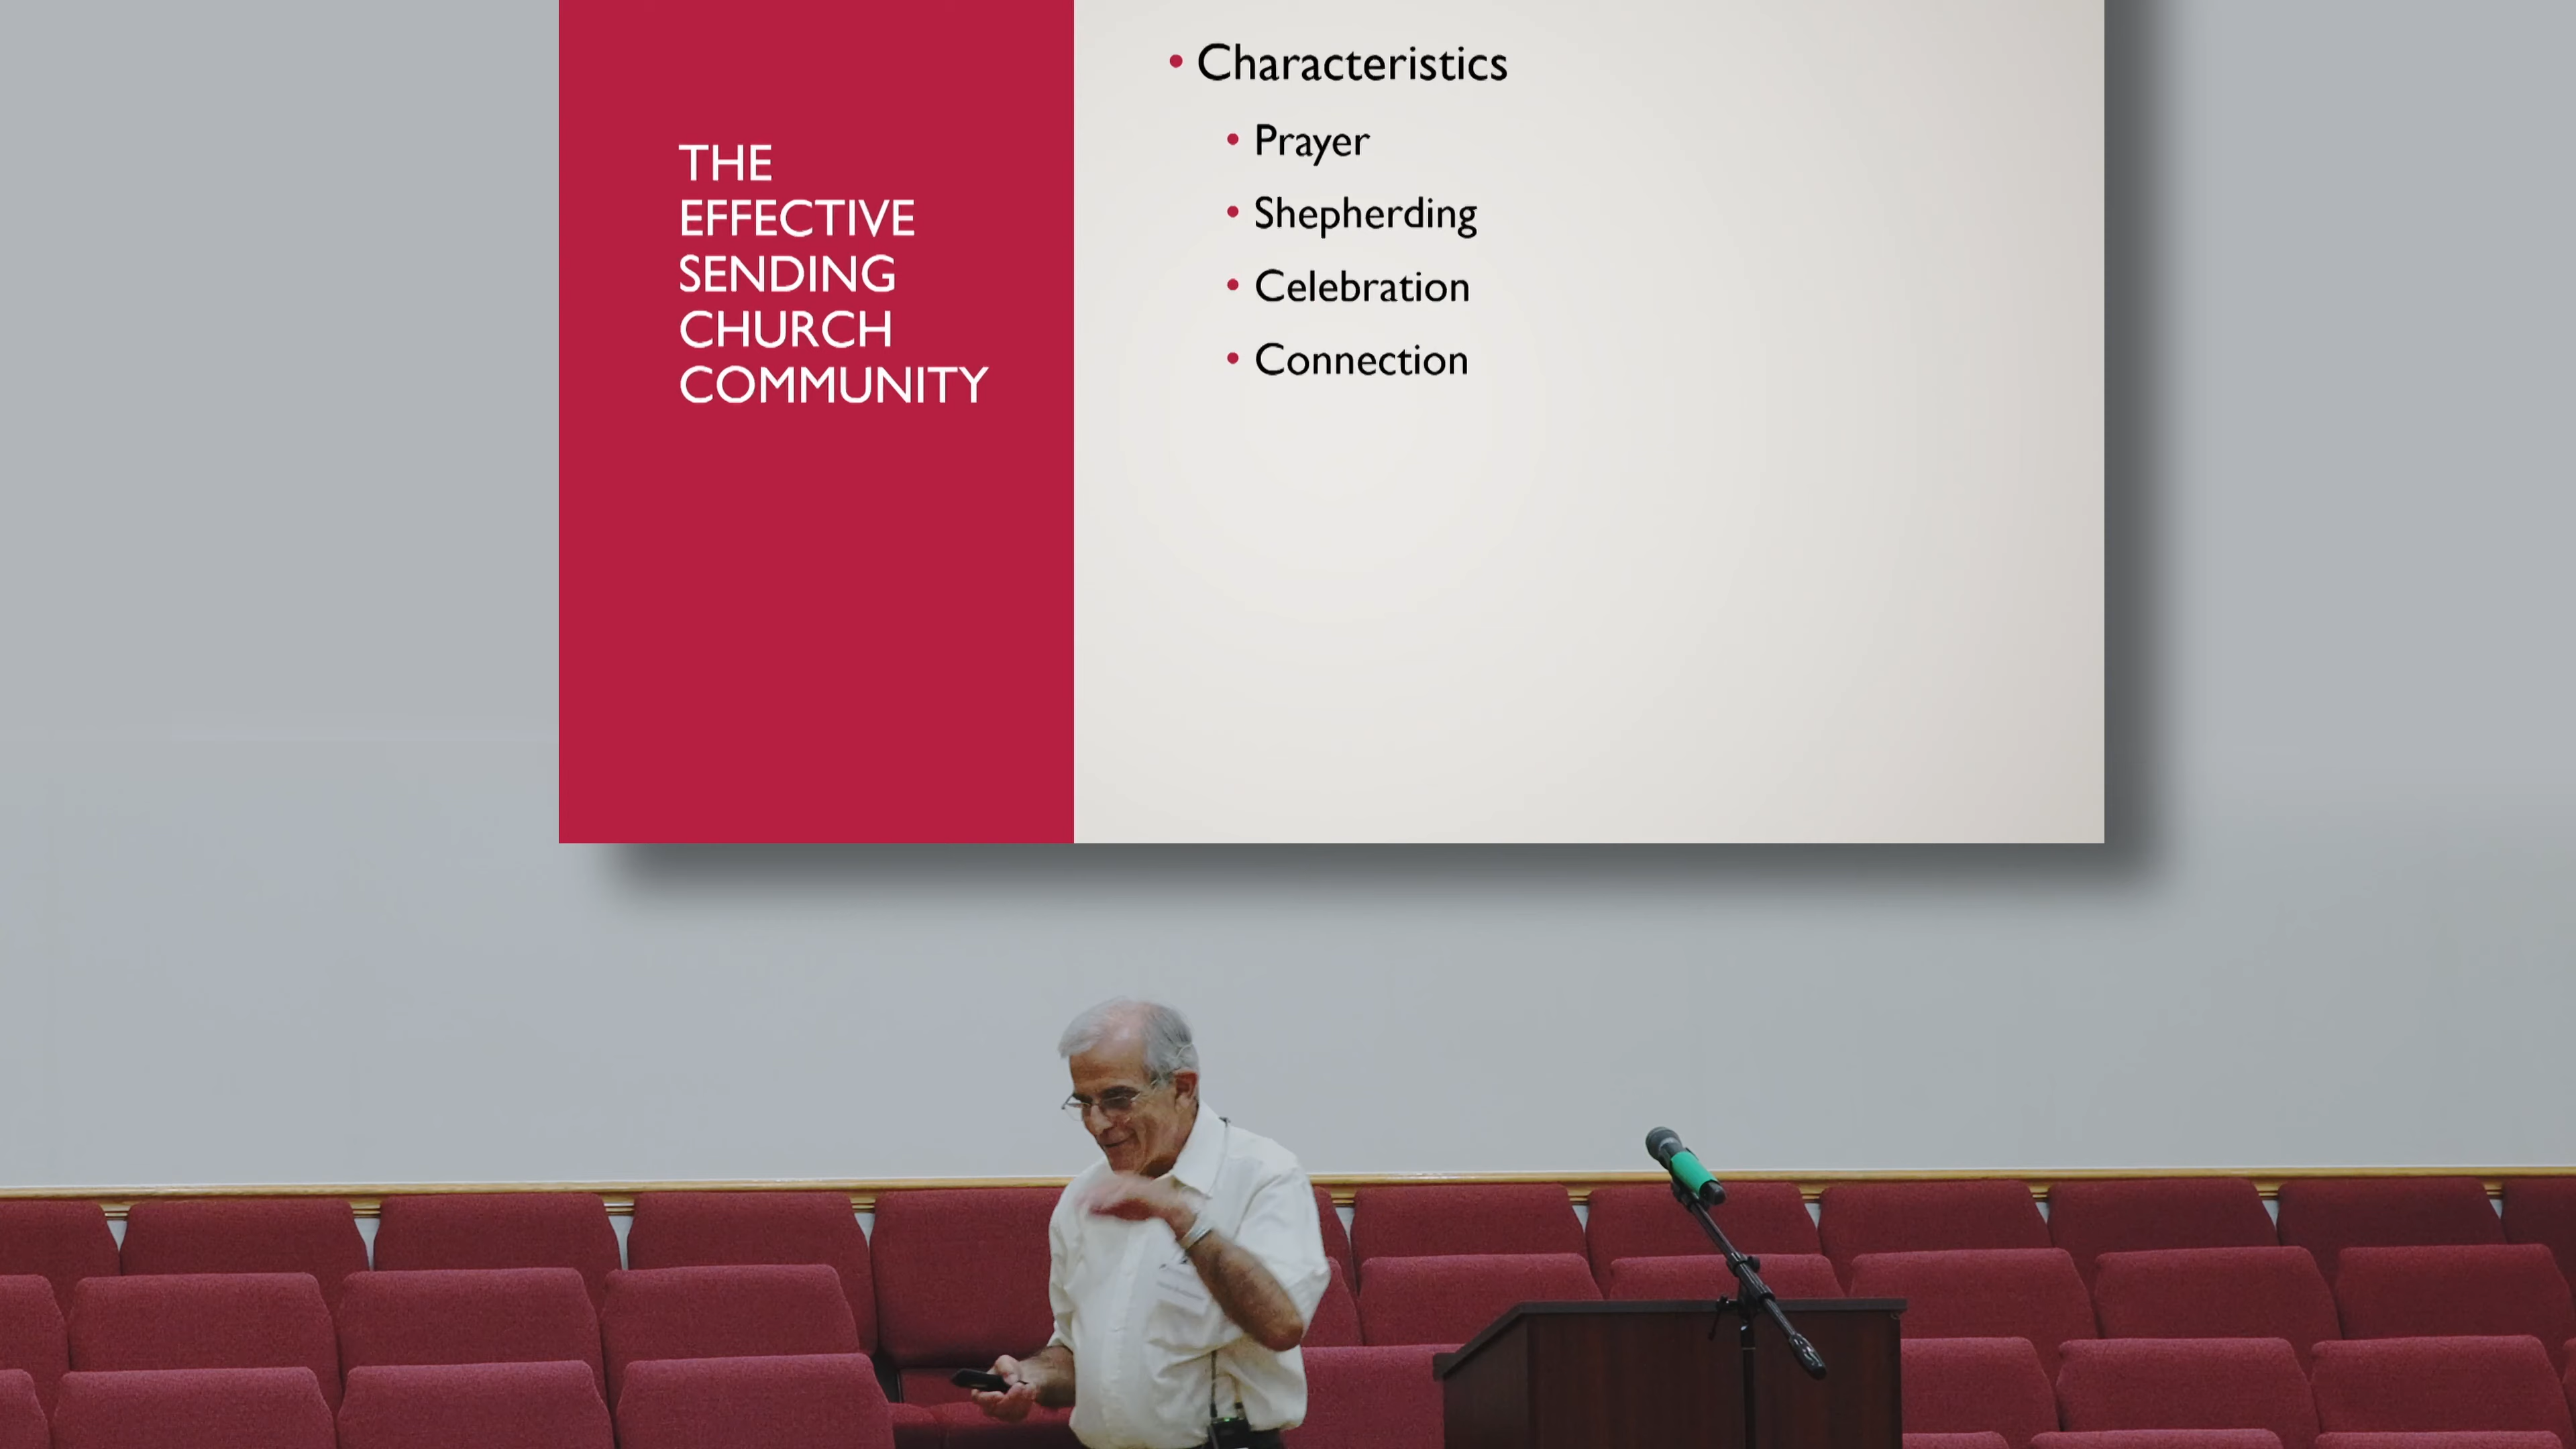 THE
EFFECTIVE
SENDING
CHURCH
COMMUNITY
• Characteristics
• Prayer
• Shepherding
• Celebration
• Connection